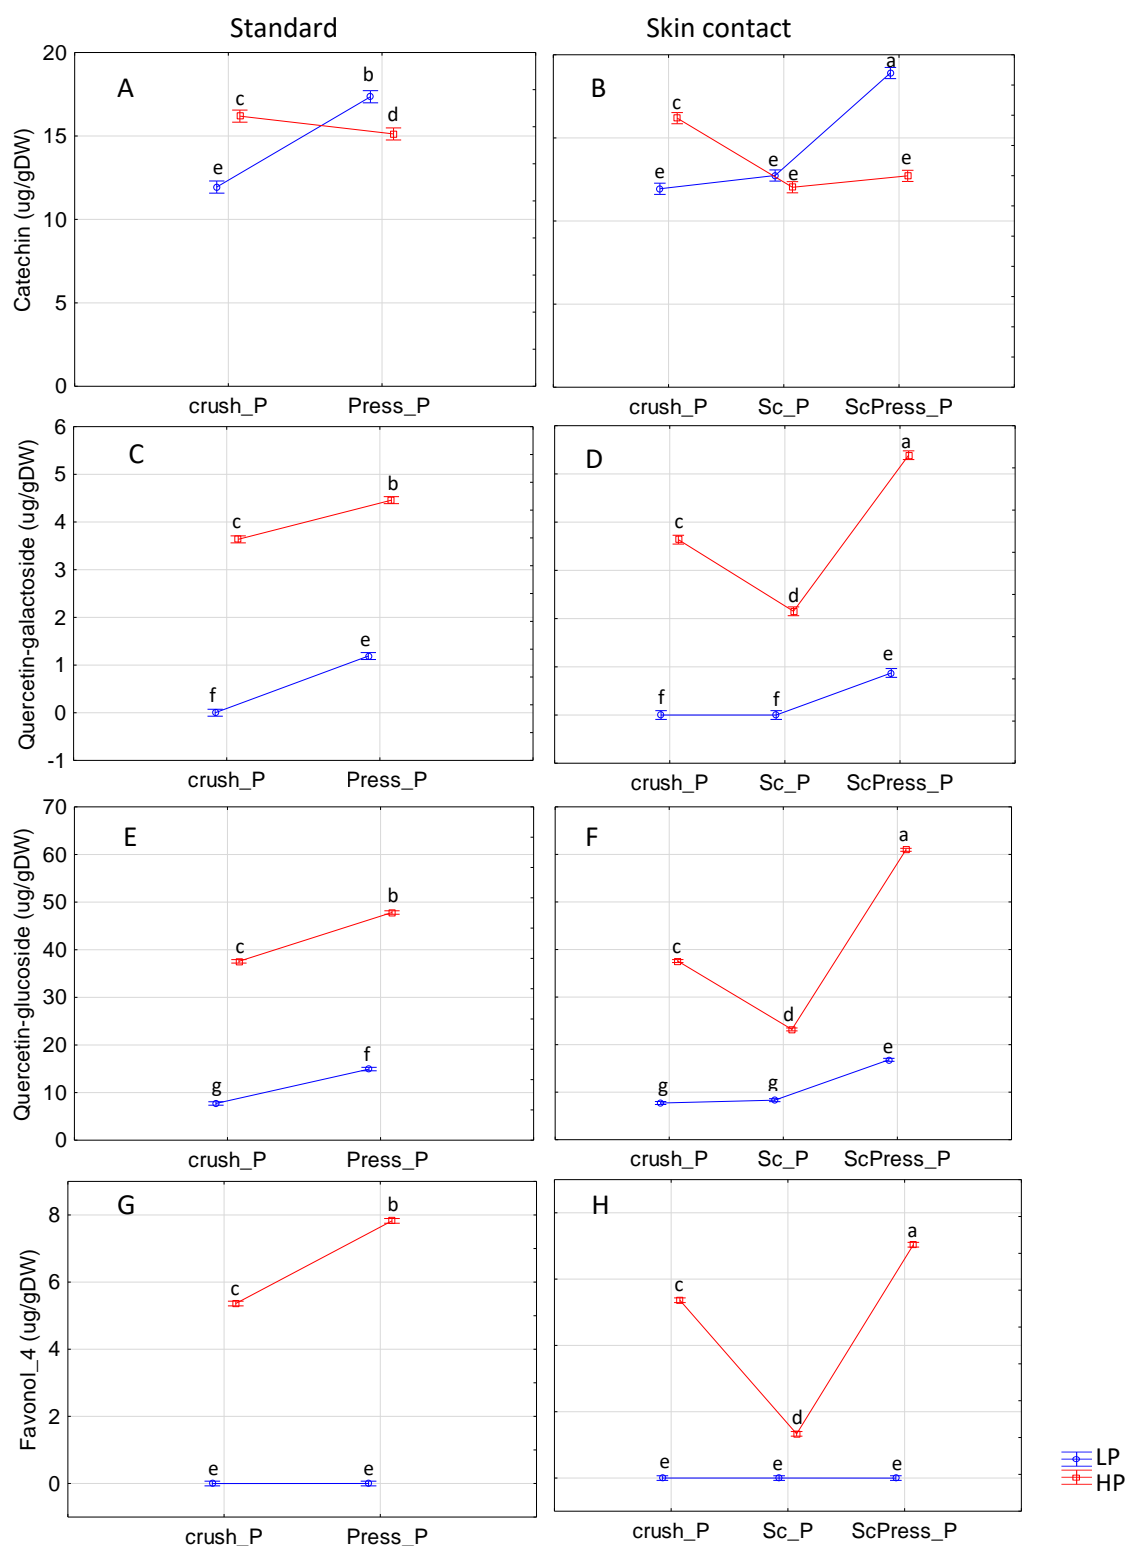 Standard Skin contact
20 A b B a
c d c
15 e e e e e
10
5
0
Catechin (ug/gDW)
crush_P Press_P crush_P Sc_P ScPress_P
6 C D a
5 b
4 c c
3
2 d
1 e e
0 f f f
-1
Quercetin-galactoside (ug/gDW)
crush_P Press_P crush_P Sc_P ScPress_P
70 E F a
60
50 b
40 c c
30
20 f d e
10 g g g
0
Quercetin-glucoside (ug/gDW)
crush_P Press_P crush_P Sc_P ScPress_P
G H
8 b a
6 c c
4
2 d
0 e e e e e
Favonol_4 (ug/gDW)
LP
HP
crush_P Press_P crush_P Sc_P ScPress_P